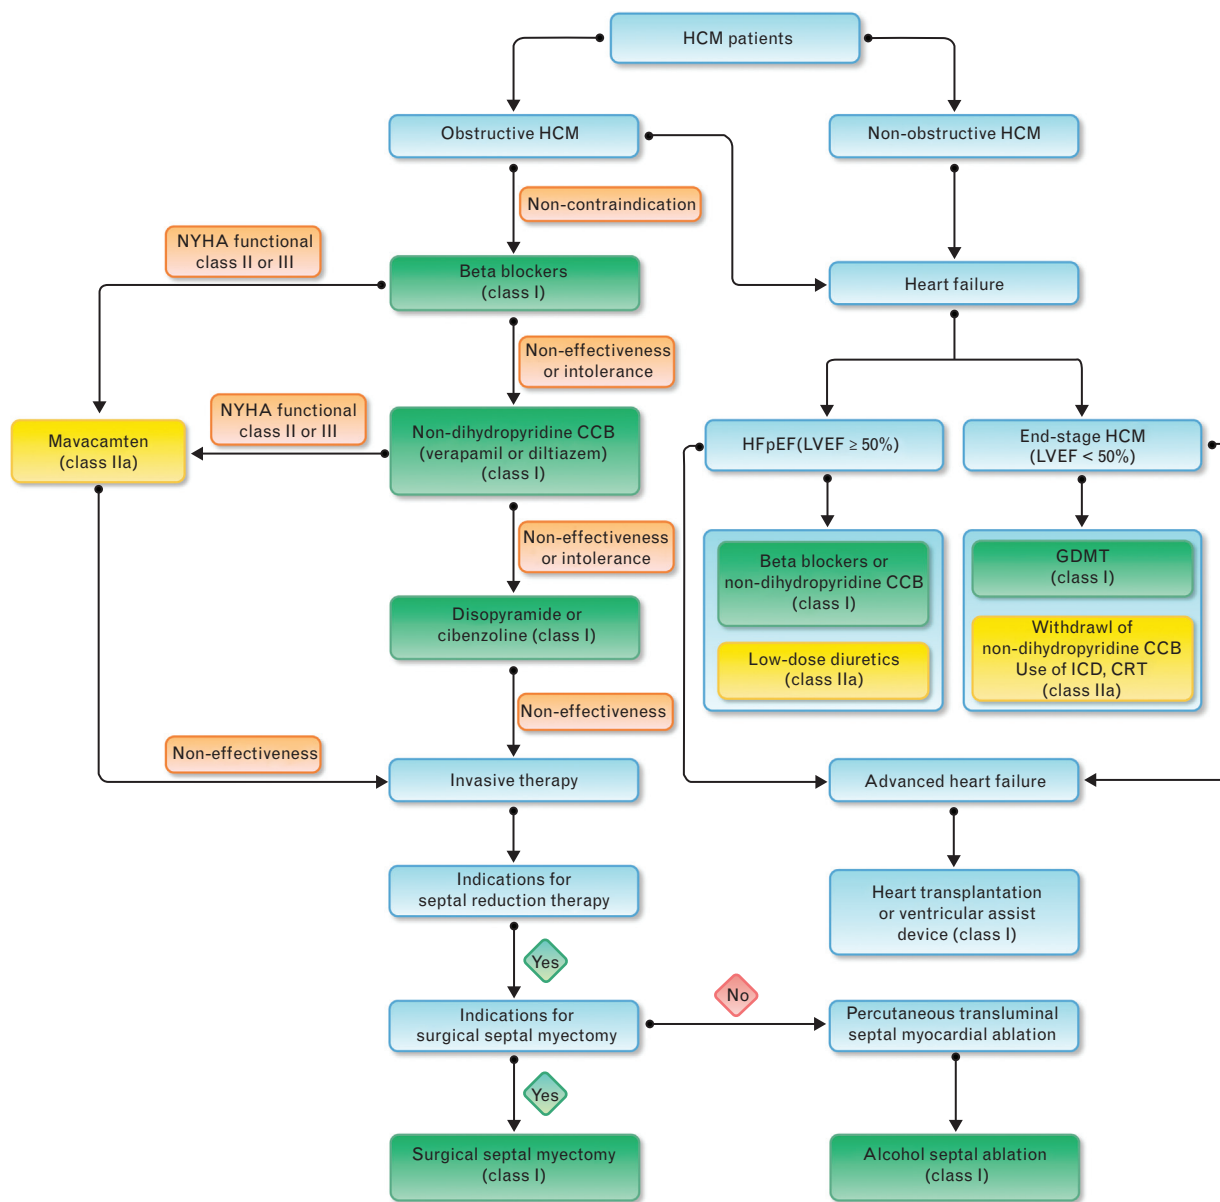 HCM patients
Obstructive HCM
Non-obstructive HCM
Non-contraindication
NYHA functional
class II or III
Beta blockers
(class I)
Heart failure
Non-effectiveness
or intolerance
NYHA functional
class II or III
Mavacamten
(class IIa)
Non-dihydropyridine CCB
(verapamil or diltiazem)
(class I)
HFpEF(LVEF ≥ 50%)
End-stage HCM
(LVEF < 50%)
Non-effectiveness
or intolerance
Beta blockers or
non-dihydropyridine CCB
(class I)
GDMT
(class I)
Disopyramide or
cibenzoline (class I)
Low-dose diuretics
(class IIa)
Withdrawl of
non-dihydropyridine CCB
Use of ICD, CRT
(class IIa)
Non-effectiveness
Non-effectiveness
Invasive therapy
Advanced heart failure
Indications for
septal reduction therapy
Heart transplantation
or ventricular assist
device (class I)
Yes
Indications for
surgical septal myectomy
No
Percutaneous transluminal
septal myocardial ablation
Yes
Surgical septal myectomy
(class I)
Alcohol septal ablation
(class I)